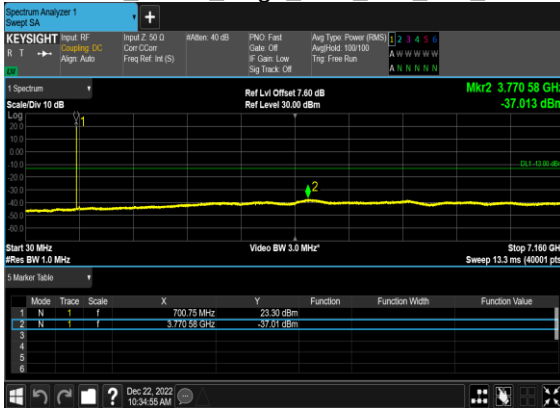 Spectrum Analyzer 1
Swept SA
+
KEYSIGHT Input: RF Input Z: 50 Ω #Atten: 40 dB PNO: Fast Avg Type: Power (RMS) 1 2 3 4 5 6
R T Coupling: DC Corr CCorr Gate: Off Avg|Hold: 100/100 A W W W W W
Align: Auto Freq Ref: Int (S) IF Gain: Low Trig: Free Run
Sig Track: Off A N N N N N
1 Spectrum Ref Lvl Offset 7.60 dB Mkr2 3.770 58 GHz
Scale/Div 10 dB Ref Level 30.00 dBm -37.013 dBm
Log
1
20.0
10.0
0.00
-10.0
DL1 -13.00 dBm
-20.0
-30.0
2
-40.0
-50.0
-60.0
Start 30 MHz Video BW 3.0 MHz* Stop 7.160 GH
#Res BW 1.0 MHz Sweep 13.3 ms (40001 pts
5 Marker Table
Mode Trace Scale X Y Function Function Width Function Value
1 N 1 f 700.75 MHz 23.30 dBm
2 N 1 f 3.770 58 GHz -37.01 dBm
3
4
5
6
? Dec 22, 2022
10:34:55 AM